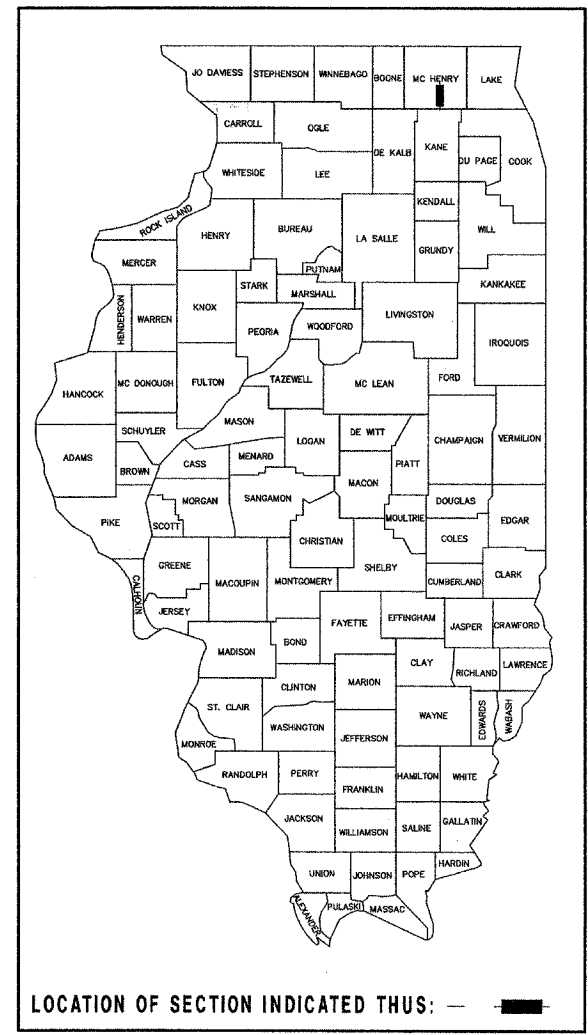 JO DAVIESS STEPHENSON WINNEBAGO BOONE MC HENRY LAKE
CARROLL OGLE DE KALB KANE DU PAGE COOK
WHITESIDE LEE KENDALL
ROCK ISLAND HENRY BUREAU LA SALLE GRUNDY WILL
MERCER PUTNAM KANKAKEE
HENDERSON WARREN KNOX STARK MARSHALL LIVINGSTON
PEORIA WOODFORD IROQUOIS
HANCOCK MC DONOUGH FULTON TAZEWELL MC LEAN FORD
SCHUYLER MASON LOGAN DE WITT CHAMPAIGN VERMILION
ADAMS BROWN CASS MENARD PIATT
MACON
PIKE SCOTT MORGAN SANGAMON MOULTRIE DOUGLAS EDGAR
CHRISTIAN COLES
GREENE MACOUPIN MONTGOMERY SHELBY CUMBERLAND CLARK
CALHOUN JERSEY FAYETTE EFFINGHAM JASPER CRAWFORD
MADISON BOND CLAY RICHLAND LAWRENCE
CLINTON MARION
ST. CLAIR WASHINGTON WAYNE EDWARDS WABASH
MONROE JEFFERSON
RANDOLPH PERRY HAMILTON WHITE
FRANKLIN
JACKSON WILLIAMSON SALINE GALLATIN
UNION JOHNSON POPE HARDIN
ALEXANDER PULASKI MASSAC
LOCATION OF SECTION INDICATED THUS: —